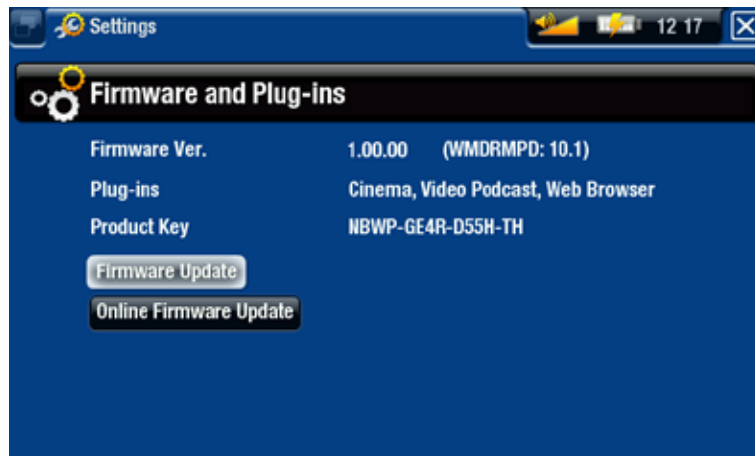 Settings
12 17
Firmware and Plug-ins
Firmware Ver. 1.00.00 (WMDRMPD: 10.1)
Plug-ins Cinema, Video Podcast, Web Browser
Product Key NBWP-GE4R-D55H-TH
Firmware Update
Online Firmware Update